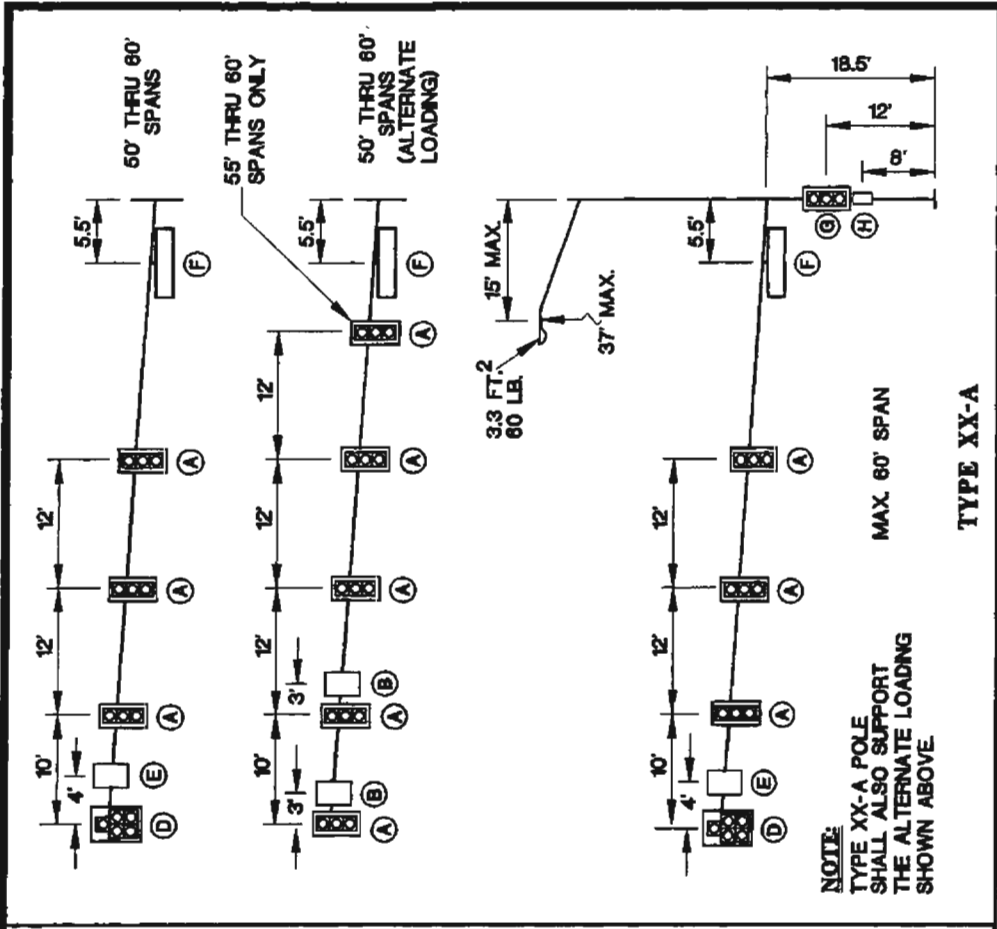 50' THRU 60'
SPANS
5.5'
12'
12'
10'
4'
F
A
A
A
E
D
55' THRU 60'
SPANS ONLY
50' THRU 60'
SPANS
(ALTERNATE
LOADING)
5.5'
12'
12'
12'
10'
3'
3'
F
A
A
A
B
A
B
A
15' MAX.
37' MAX.
3.3 FT.2
60 LB.
18.5'
12'
8'
5.5'
G
H
F
12'
12'
10'
4'
A
A
A
E
D
MAX. 60' SPAN
NOTE:
TYPE XX-A POLE
SHALL ALSO SUPPORT
THE ALTERNATE LOADING
SHOWN ABOVE.
TYPE XX-A